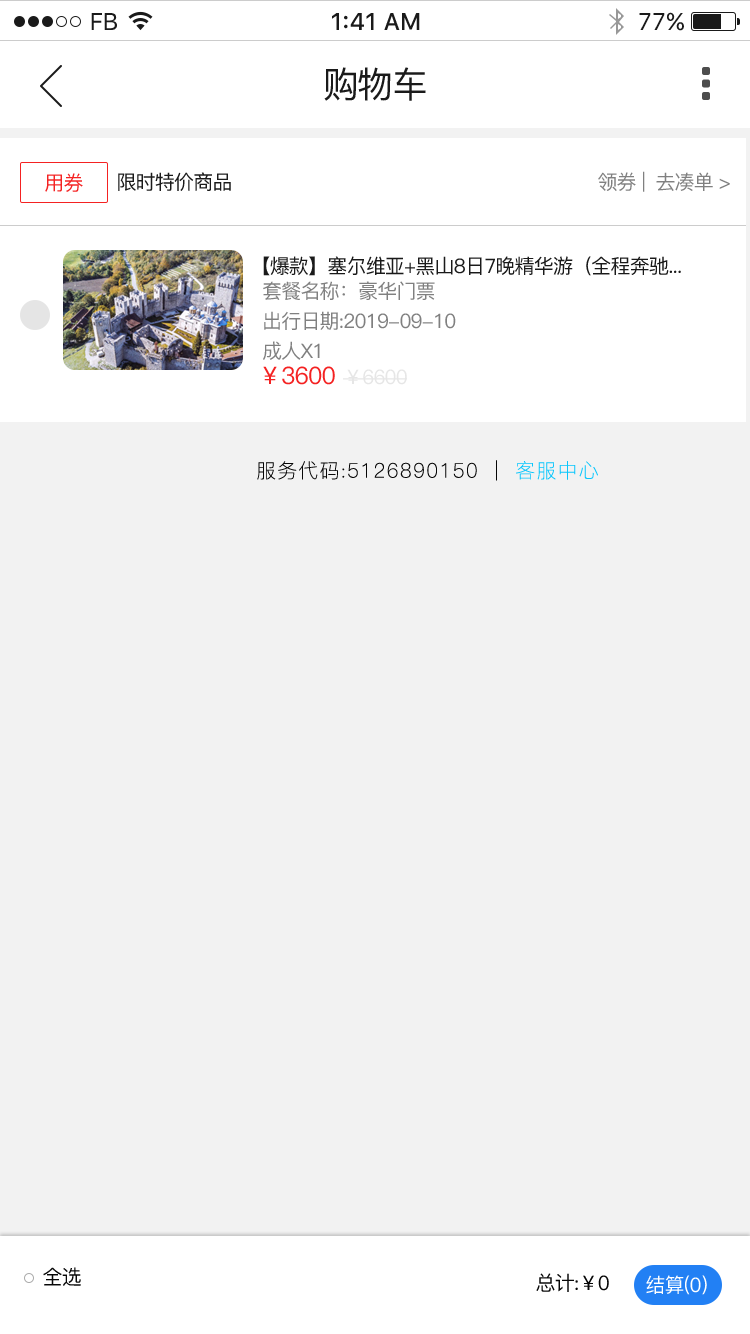 FB 1:41 AM 77%
购物车
用券 限时特价商品 领券 | 去凑单 >
【爆款】塞尔维亚+黑山8日7晚精华游（全程奔驰...
套餐名称：豪华门票
出行日期:2019-09-10
成人X1
¥ 3600 ¥ 6600
服务代码:5126890150 | 客服中心
全选 总计:¥0 结算(0)